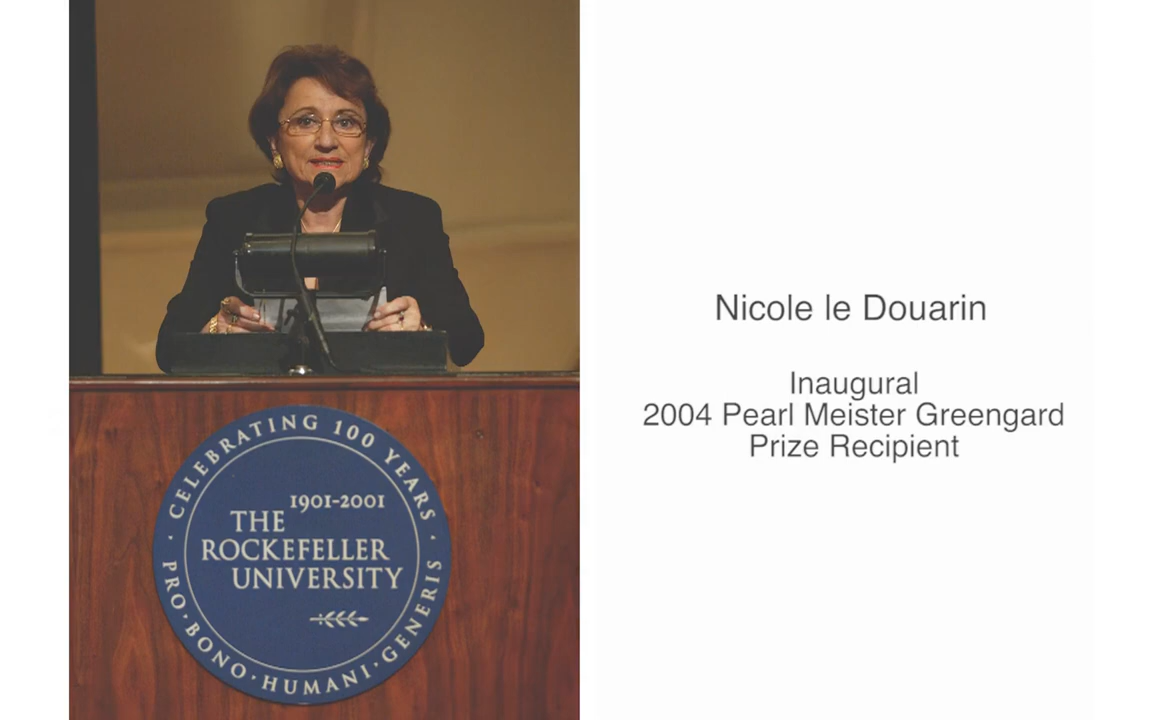 CELEBRATING 100 YEARS
1901-2001
THE
ROCKEFELLER
UNIVERSITY
PRO·BONO·HUMANI·GENERIS
Nicole le Douarin
Inaugural
2004 Pearl Meister Greengard
Prize Recipient